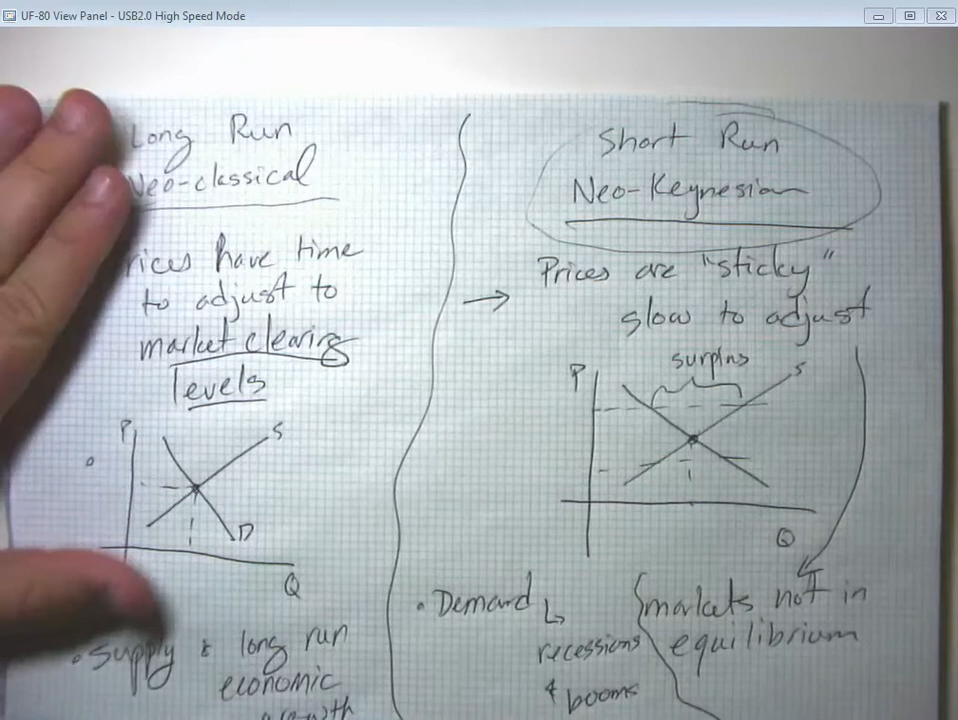 UF-80 View Panel - USB2.0 High Speed Mode
Long Run
Neo-classical
rices have time
to adjust to
market clearing
levels
P
S
D
Q
• Supply & long run
economic
growth
Short Run
Neo-Keynesian
Prices are "sticky"
slow to adjust
surplus
P
S
Q
• Demand
recessions
& booms
markets not in
equilibrium